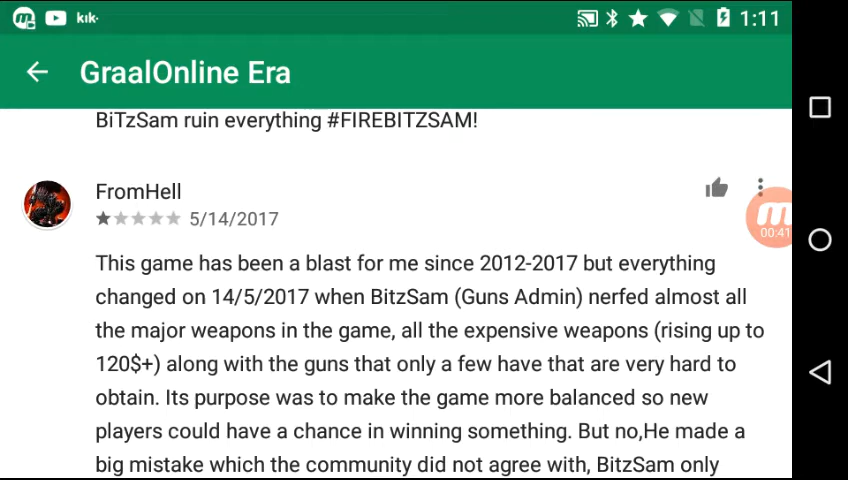 kik·
1:11
GraalOnline Era
BiTzSam ruin everything #FIREBITZSAM!
FromHell
5/14/2017
00:41
This game has been a blast for me since 2012-2017 but everything
changed on 14/5/2017 when BitzSam (Guns Admin) nerfed almost all
the major weapons in the game, all the expensive weapons (rising up to
120$+) along with the guns that only a few have that are very hard to
obtain. Its purpose was to make the game more balanced so new
players could have a chance in winning something. But no,He made a
big mistake which the community did not agree with, BitzSam only